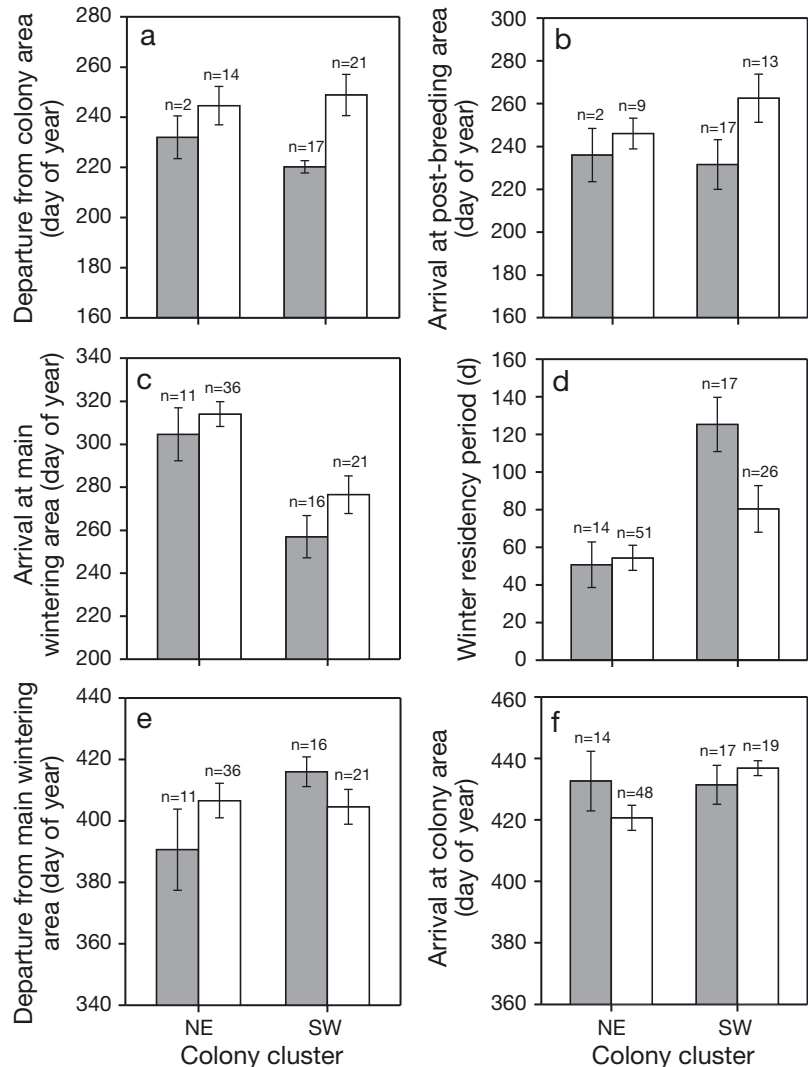 Departure from colony area
(day of year)
280
260
240
220
200
180
160
a
n=2
n=14
n=17
n=21
Arrival at post-breeding area
(day of year)
300
280
260
240
220
200
180
160
b
n=2
n=9
n=17
n=13
Arrival at main
wintering area (day of year)
340
320
300
280
260
240
220
200
c
n=11
n=36
n=16
n=21
Winter residency period (d)
160
140
120
100
80
60
40
20
0
d
n=14
n=51
n=17
n=26
Departure from main wintering
area (day of year)
440
420
400
380
360
340
e
n=11
n=36
n=16
n=21
NE
SW
Colony cluster
Arrival at colony area
(day of year)
460
440
420
400
380
360
f
n=14
n=48
n=17
n=19
NE
SW
Colony cluster